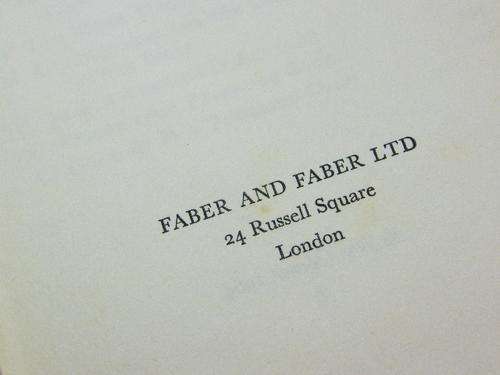 FABER AND FABER LTD
24 Russell Square
London